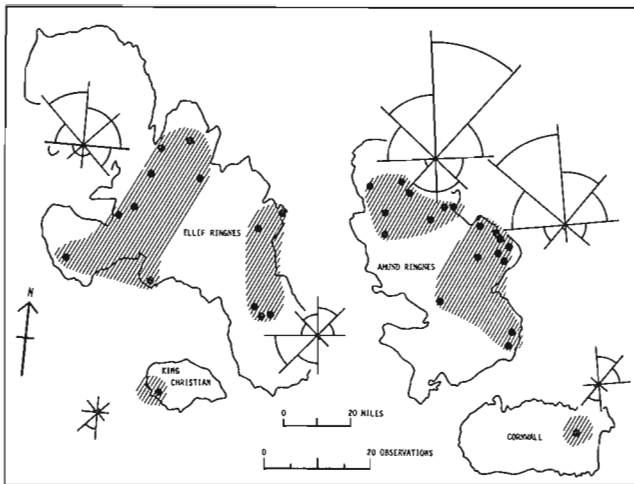 ELLEF RINGNES
AMUND RINGNES
N
KING
CHRISTIAN
0 20 MILES
CORNWALL
0 20 OBSERVATIONS